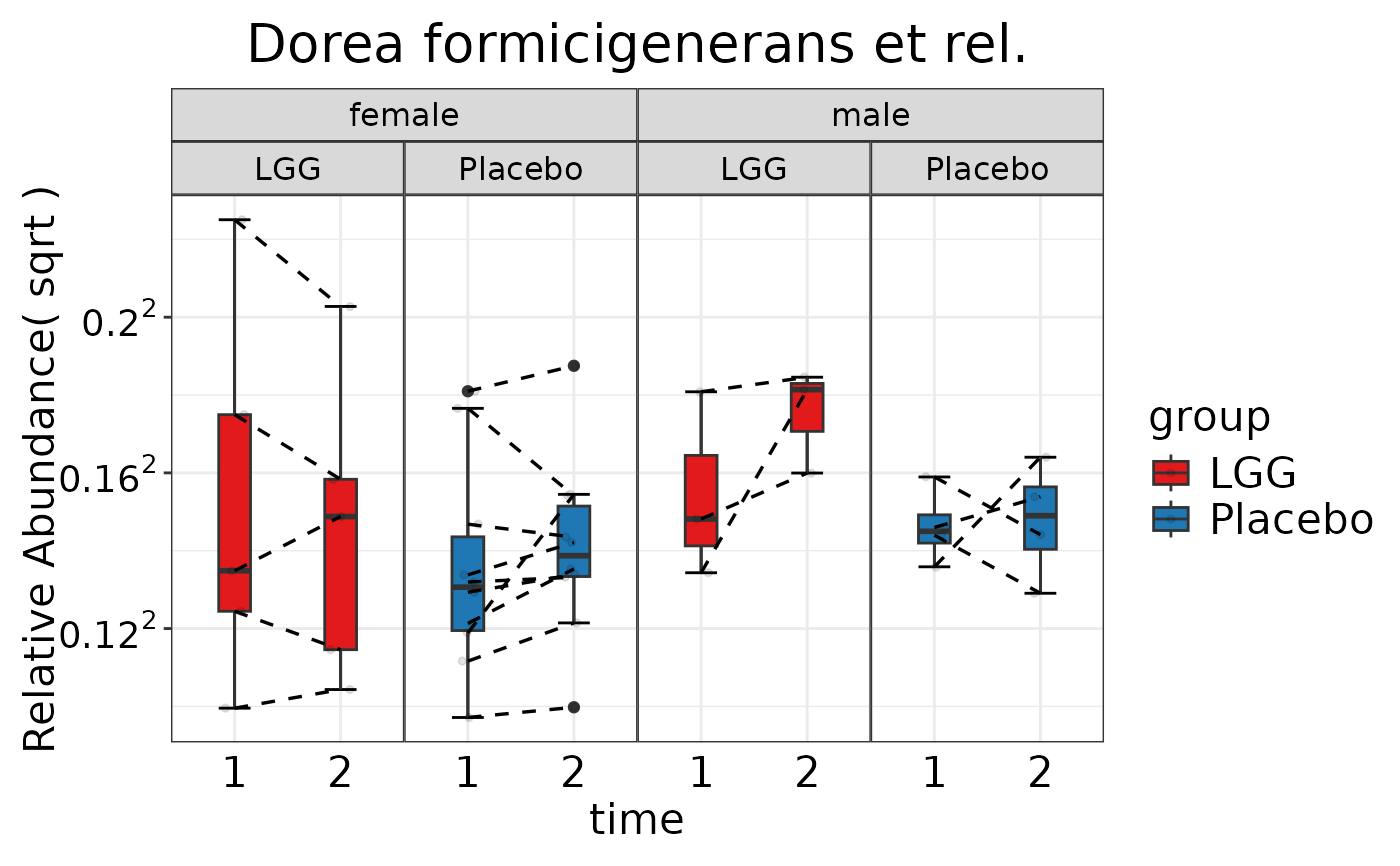 Dorea formicigenerans et rel.
female male
LGG Placebo LGG Placebo
Relative Abundance( sqrt )
0.2²
0.16²
0.12²
1 2 1 2 1 2 1 2
time
group
LGG
Placebo